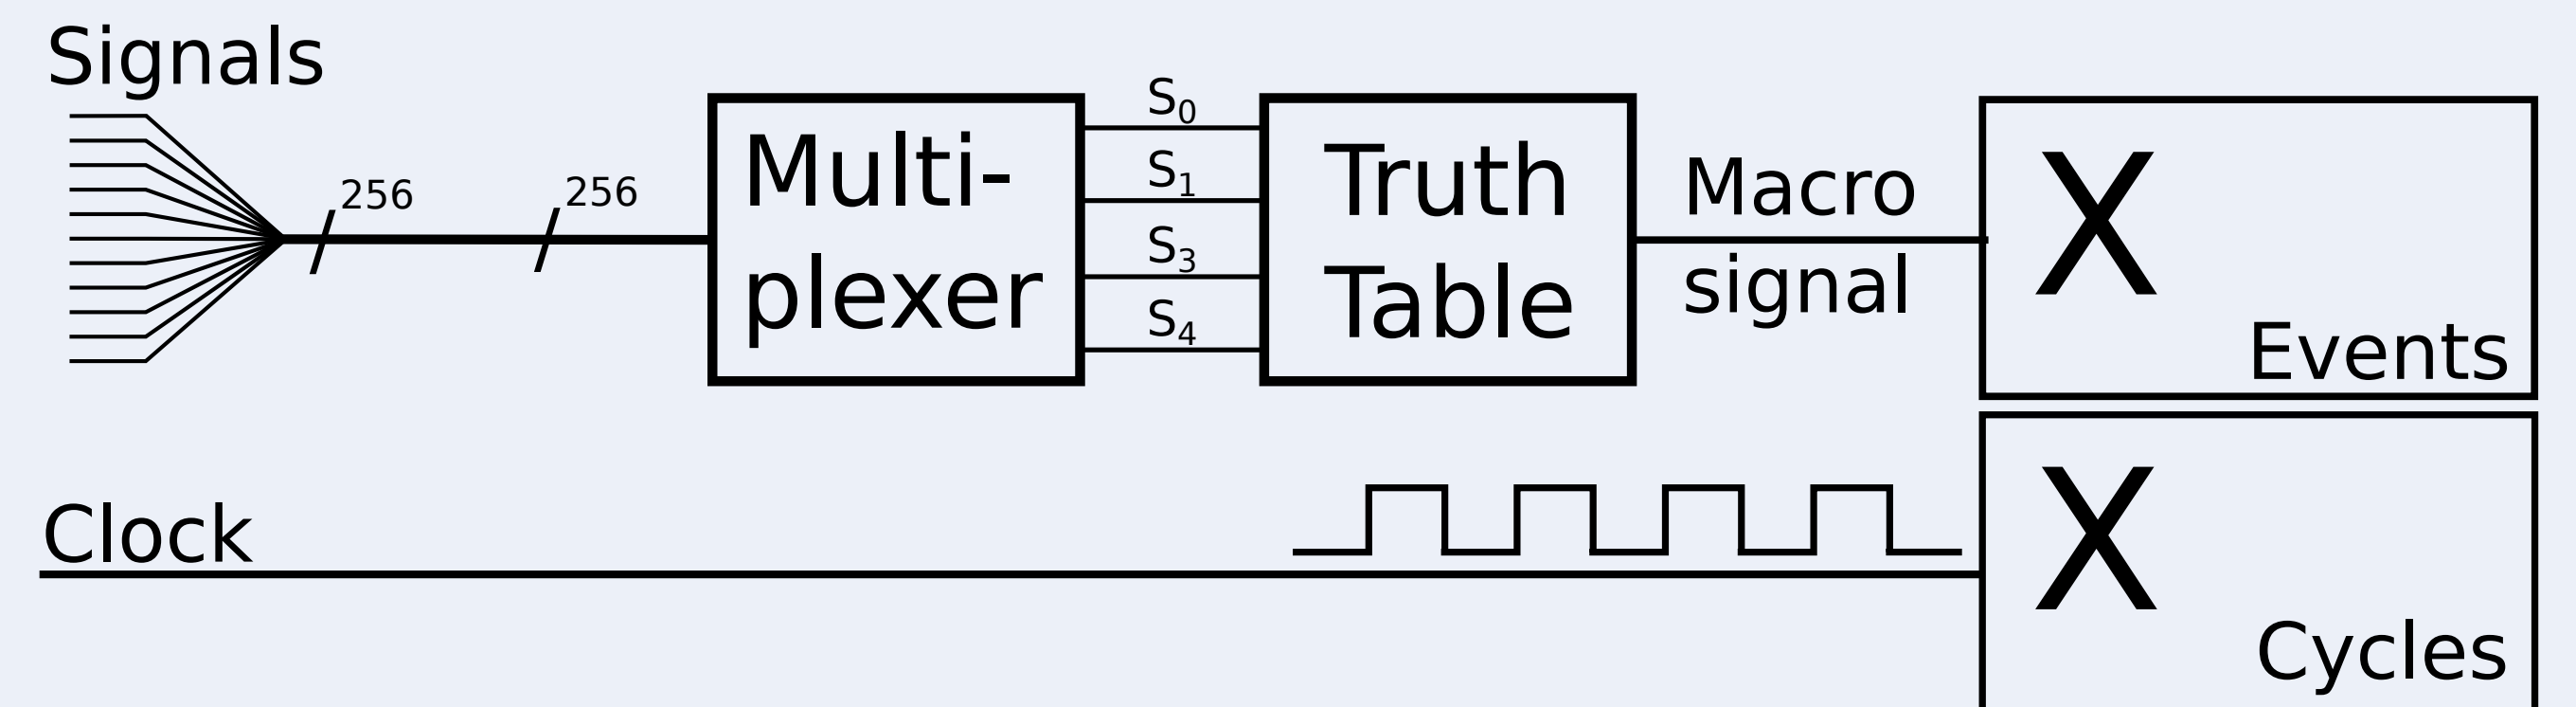 Signals
256
256
Multi-
plexer
S0
S1
S3
S4
Truth
Table
Macro
signal
X
Events
Clock
X
Cycles